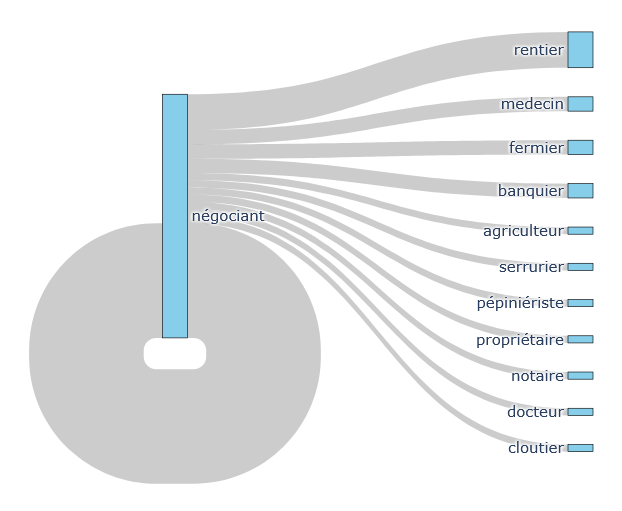 rentier
medecin
fermier
banquier
négociant
agriculteur
serrurier
pépiniériste
propriétaire
notaire
docteur
cloutier